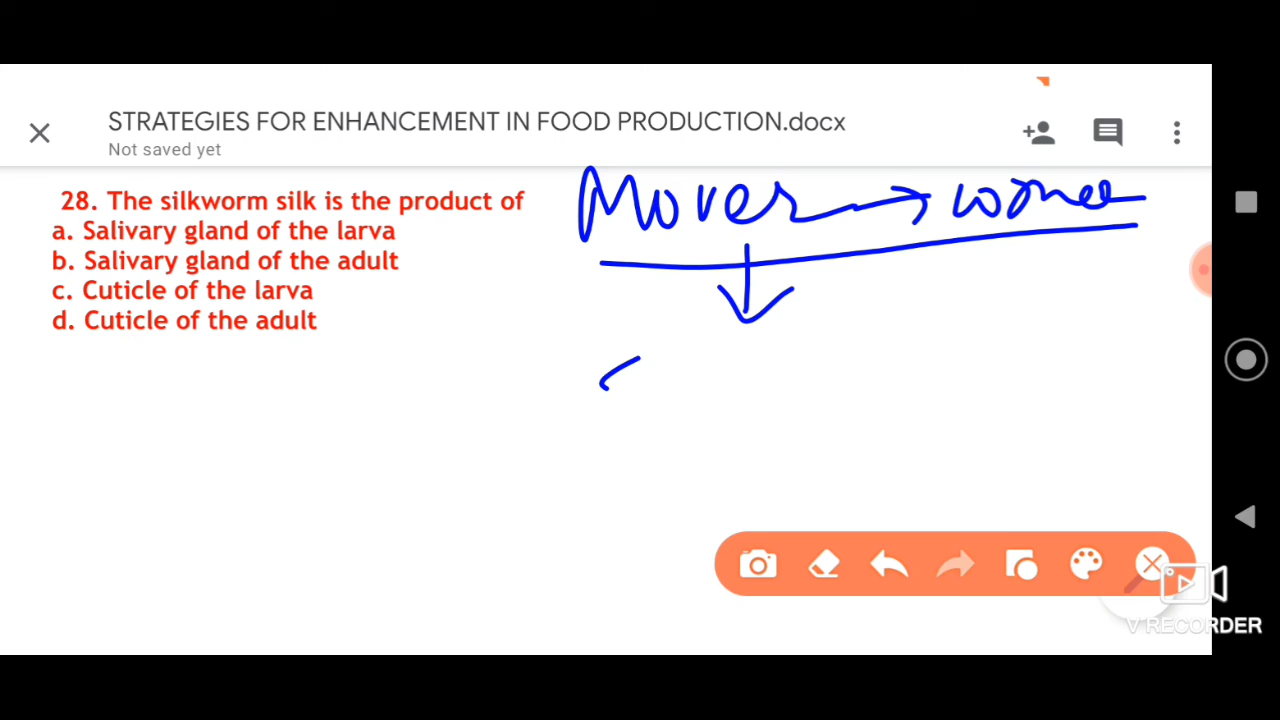 STRATEGIES FOR ENHANCEMENT IN FOOD PRODUCTION.docx
Not saved yet
28. The silkworm silk is the product of
a. Salivary gland of the larva
b. Salivary gland of the adult
c. Cuticle of the larva
d. Cuticle of the adult
V RECORDER